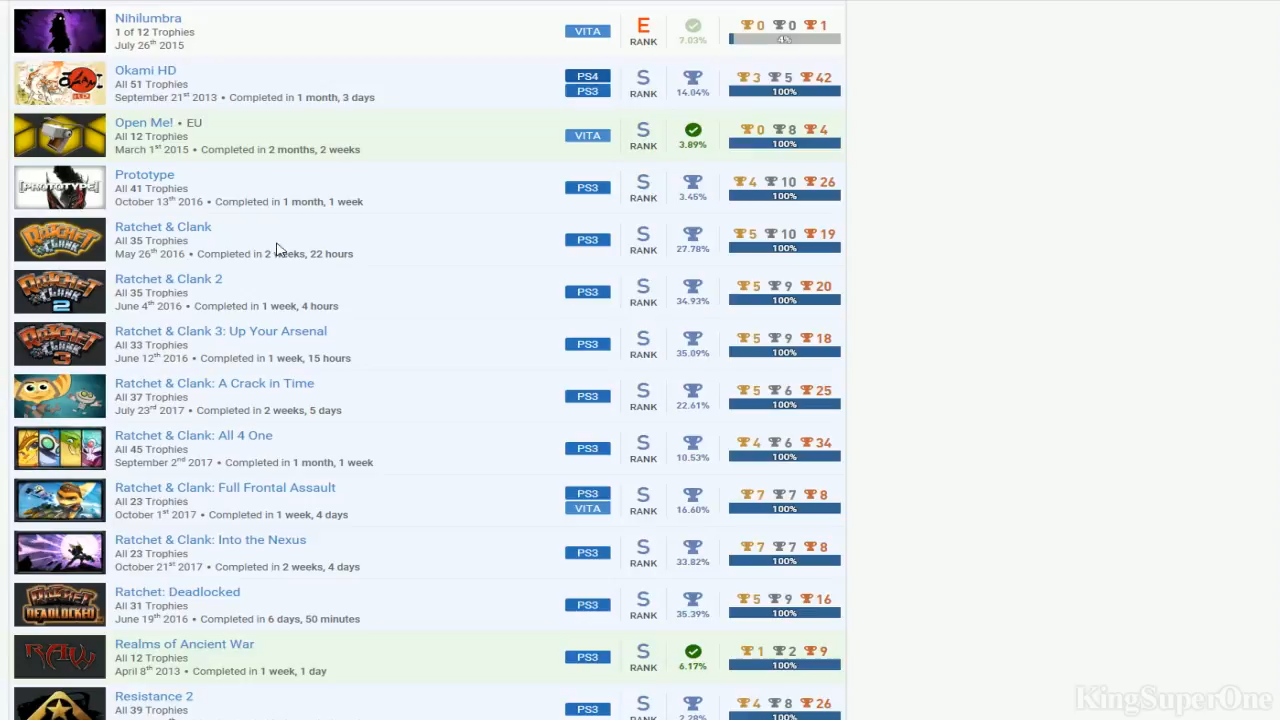 Nihilumbra
1 of 12 Trophies
July 26th 2015
VITA
E
RANK
7.03%
0 0 1
4%
Okami HD
All 51 Trophies
September 21st 2013 • Completed in 1 month, 3 days
PS4
PS3
S
RANK
14.04%
3 5 42
100%
Open Me! • EU
All 12 Trophies
March 1st 2015 • Completed in 2 months, 2 weeks
VITA
S
RANK
3.89%
0 8 4
100%
[PROTOTYPE]
Prototype
All 41 Trophies
October 13th 2016 • Completed in 1 month, 1 week
PS3
S
RANK
3.45%
4 10 26
100%
RATCHET CLANK
Ratchet & Clank
All 35 Trophies
May 26th 2016 • Completed in 2 weeks, 22 hours
PS3
S
RANK
27.78%
5 10 19
100%
RATCHET CLANK 2
Ratchet & Clank 2
All 35 Trophies
June 4th 2016 • Completed in 1 week, 4 hours
PS3
S
RANK
34.93%
5 9 20
100%
RATCHET CLANK 3
Ratchet & Clank 3: Up Your Arsenal
All 33 Trophies
June 12th 2016 • Completed in 1 week, 15 hours
PS3
S
RANK
35.09%
5 9 18
100%
Ratchet & Clank: A Crack in Time
All 37 Trophies
July 23rd 2017 • Completed in 2 weeks, 5 days
PS3
S
RANK
22.61%
5 6 25
100%
Ratchet & Clank: All 4 One
All 45 Trophies
September 2nd 2017 • Completed in 1 month, 1 week
PS3
S
RANK
10.53%
4 6 34
100%
Ratchet & Clank: Full Frontal Assault
All 23 Trophies
October 1st 2017 • Completed in 1 week, 4 days
PS3
VITA
S
RANK
16.60%
7 7 8
100%
Ratchet & Clank: Into the Nexus
All 23 Trophies
October 21st 2017 • Completed in 2 weeks, 4 days
PS3
S
RANK
33.82%
7 7 8
100%
RATCHET DEADLOCKED
Ratchet: Deadlocked
All 31 Trophies
June 19th 2016 • Completed in 6 days, 50 minutes
PS3
S
RANK
35.39%
5 9 16
100%
RAW
Realms of Ancient War
All 12 Trophies
April 8th 2013 • Completed in 1 week, 1 day
PS3
S
RANK
6.17%
1 2 9
100%
Resistance 2
All 39 Trophies
PS3
S
RANK
2.28%
4 8 26
100%
KingSuperOne